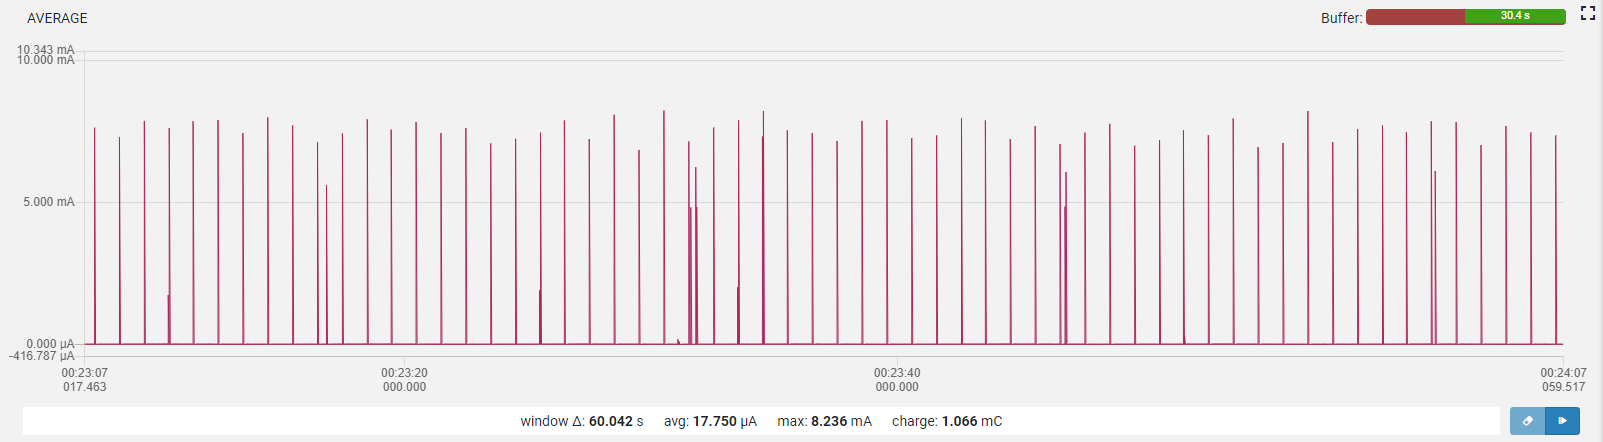 AVERAGE
Buffer: 30.4 s
10.343 mA
10.000 mA
5.000 mA
0.000 µA
-416.787 µA
00:23:07 00:23:20 00:23:40 00:24:07
017.463 000.000 000.000 059.517
window Δ: 60.042 s avg: 17.750 µA max: 8.236 mA charge: 1.066 mC